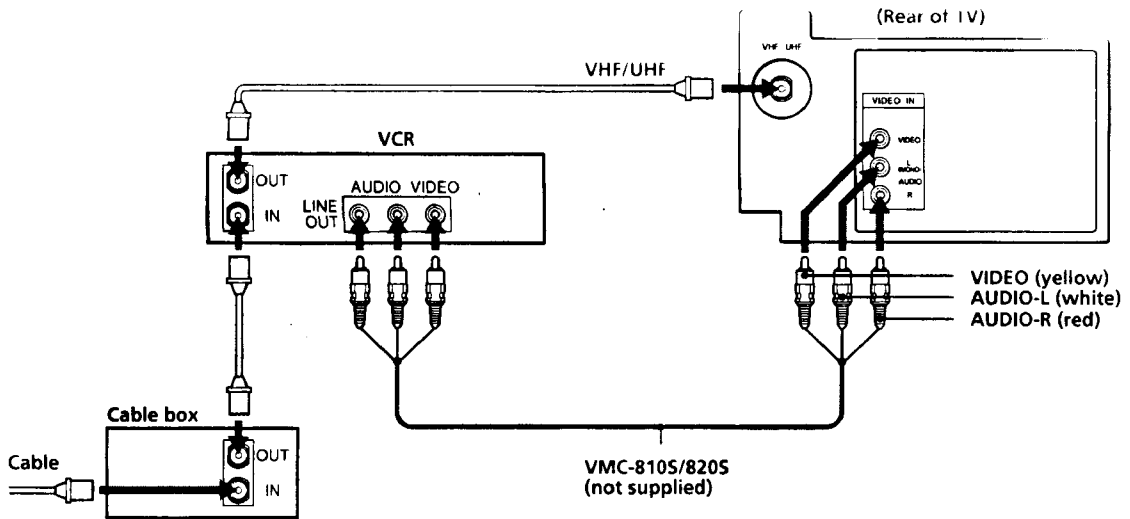 (Rear of TV)
VHF UHF
VHF/UHF
VIDEO IN
VCR
VIDEO
OUT
AUDIO VIDEO
L
(MONO)
AUDIO
R
IN
LINE
OUT
VIDEO (yellow)
AUDIO-L (white)
AUDIO-R (red)
Cable box
OUT
Cable
IN
VMC-810S/820S
(not supplied)